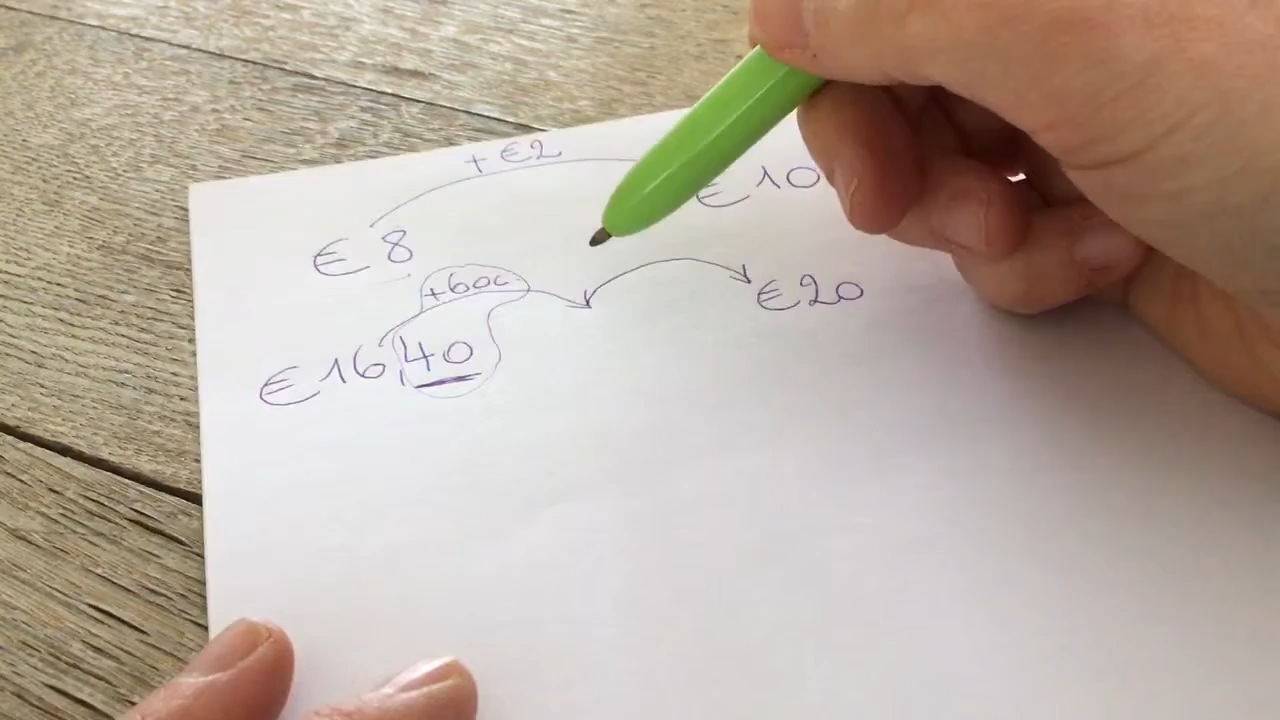 + €2
€ 8 € 10
+60c
€16,40 €20